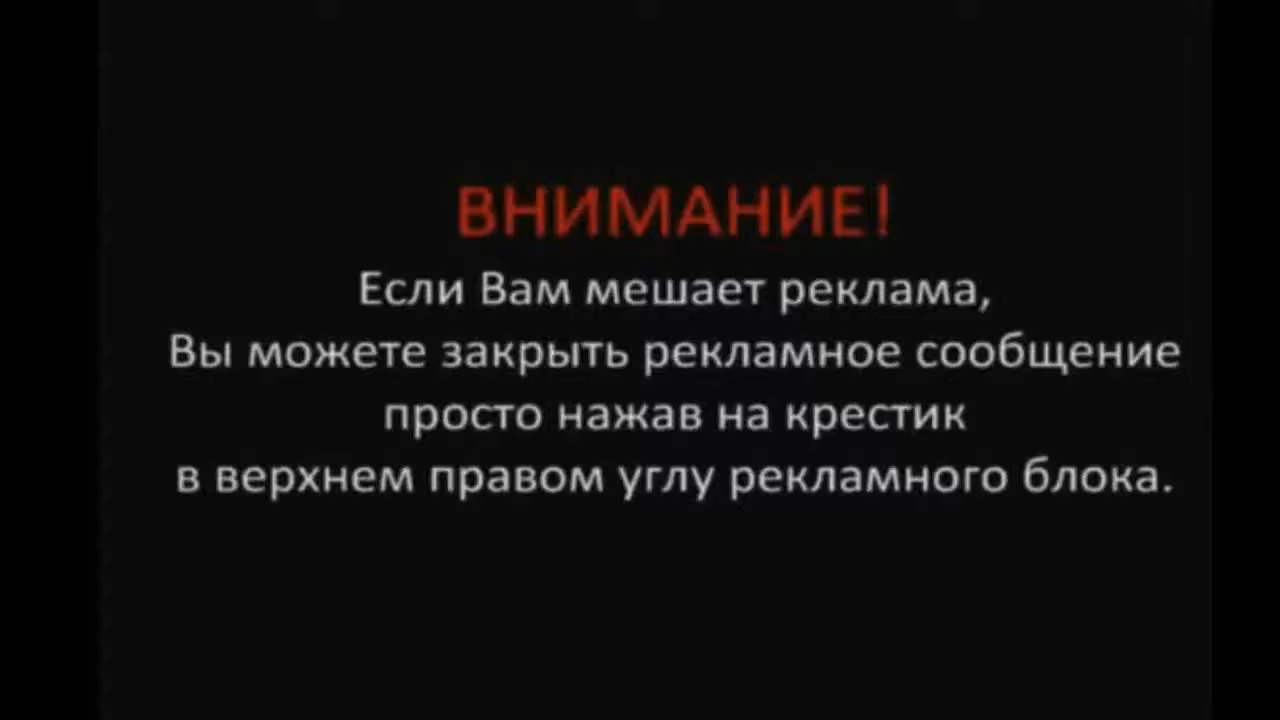 ВНИМАНИЕ!
Если Вам мешает реклама,
Вы можете закрыть рекламное сообщение
просто нажав на крестик
в верхнем правом углу рекламного блока.